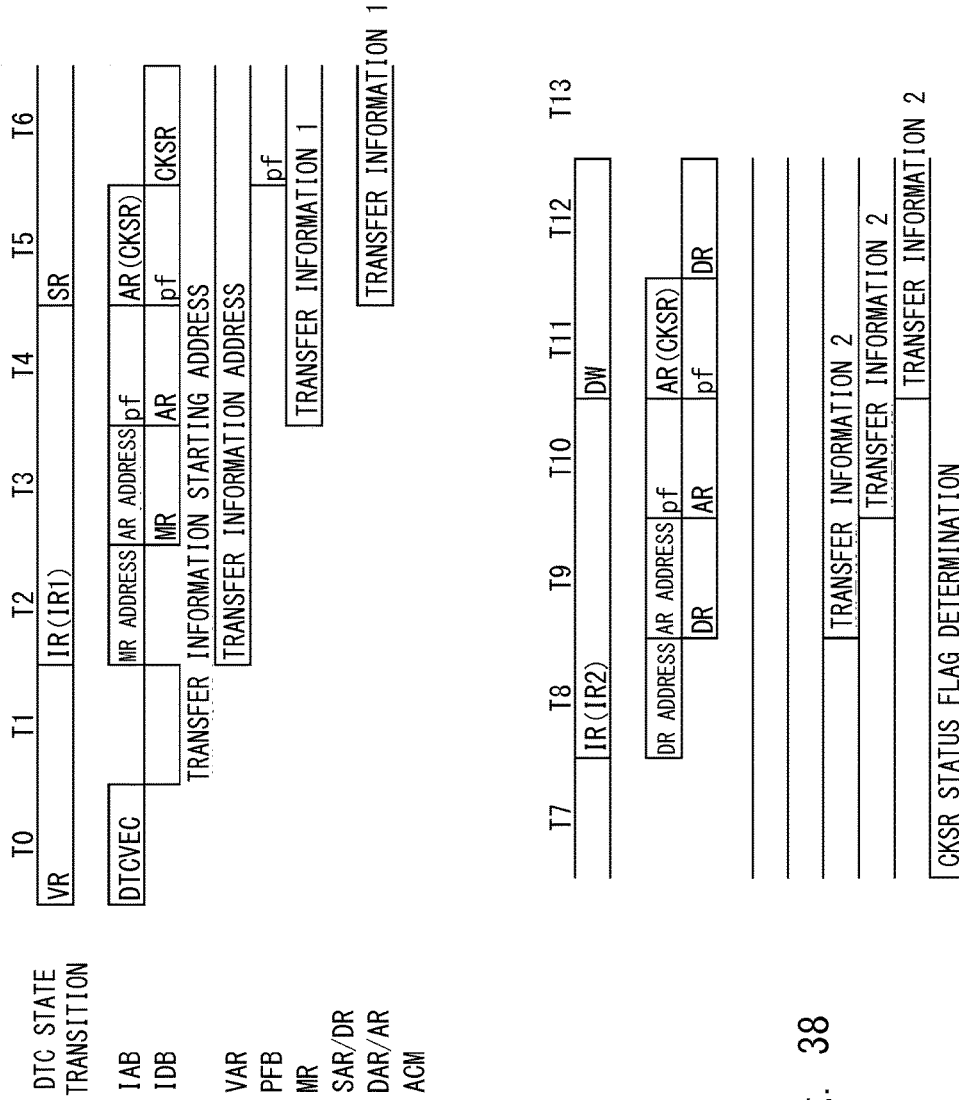 T0 T1 T2 T3 T4 T5 T6
DTC STATE TRANSITION VR IR(IR1) SR
IAB DTCVEC MR ADDRESS AR ADDRESS pf AR(CKSR)
IDB MR AR pf CKSR
TRANSFER INFORMATION STARTING ADDRESS
VAR TRANSFER INFORMATION ADDRESS
PFB pf
MR TRANSFER INFORMATION 1
SAR/DR
DAR/AR TRANSFER INFORMATION 1
ACM
T7 T8 T9 T10 T11 T12 T13
IR(IR2) DW
DR ADDRESS AR ADDRESS pf AR(CKSR)
DR AR pf DR
TRANSFER INFORMATION 2
TRANSFER INFORMATION 2
TRANSFER INFORMATION 2
CKSR STATUS FLAG DETERMINATION
38